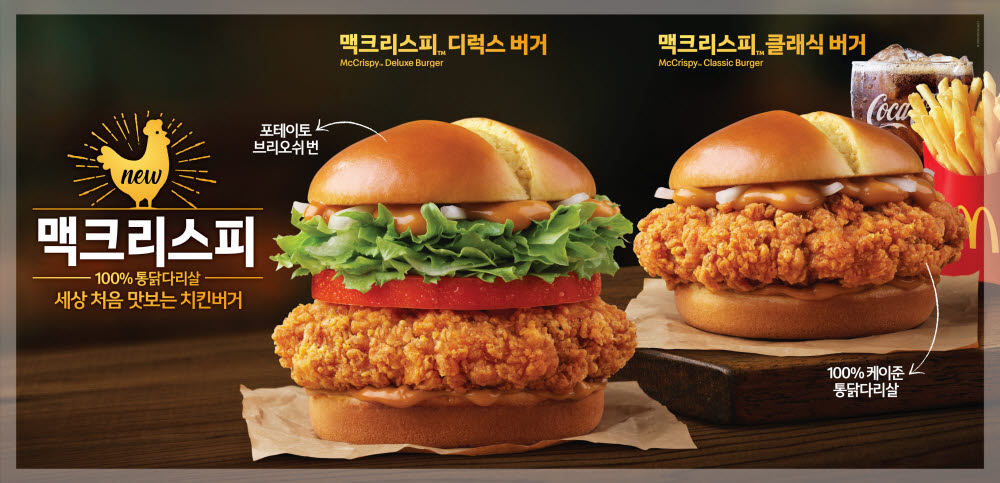 맥크리스피™ 디럭스 버거
McCrispy™ Deluxe Burger
맥크리스피™ 클래식 버거
McCrispy™ Classic Burger
포테이토
브리오쉬 번
new
맥크리스피
100% 통닭다리살
세상 처음 맛보는 치킨버거
100% 케이준
통닭다리살
Coca